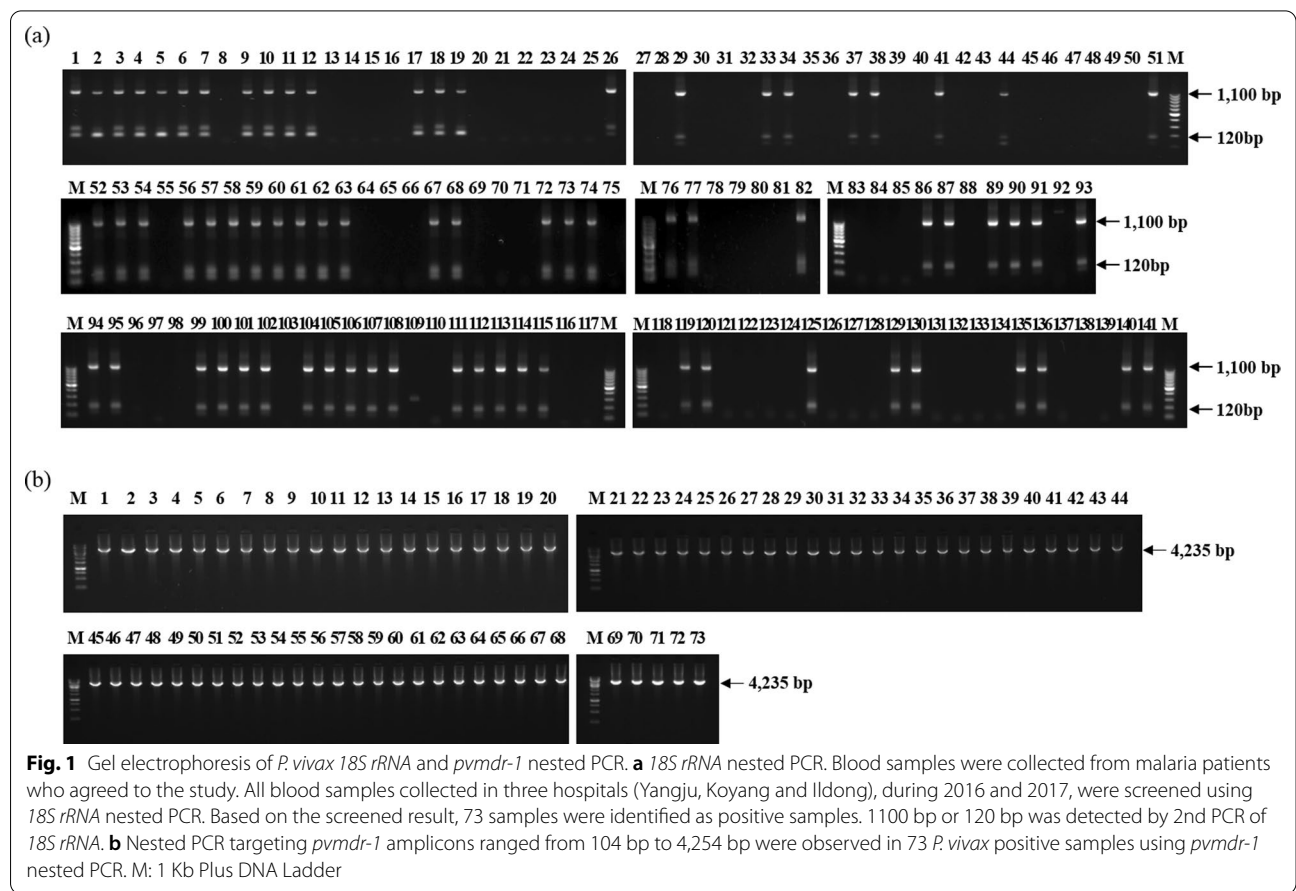 (a)
1 2 3 4 5 6 7 8 9 10 11 12 13 14 15 16 17 18 19 20 21 22 23 24 25 26 27 28 29 30 31 32 33 34 35 36 37 38 39 40 41 42 43 44 45 46 47 48 49 50 51 M
1,100 bp
120bp
M 52 53 54 55 56 57 58 59 60 61 62 63 64 65 66 67 68 69 70 71 72 73 74 75 M 76 77 78 79 80 81 82 M 83 84 85 86 87 88 89 90 91 92 93
1,100 bp
120bp
M 94 95 96 97 98 99 100 101 102 103 104 105 106 107 108 109 110 111 112 113 114 115 116 117 M M 118 119 120 121 122 123 124 125 126 127 128 129 130 131 132 133 134 135 136 137 138 139 140 141 M
1,100 bp
120bp
(b)
M 1 2 3 4 5 6 7 8 9 10 11 12 13 14 15 16 17 18 19 20 M 21 22 23 24 25 26 27 28 29 30 31 32 33 34 35 36 37 38 39 40 41 42 43 44
4,235 bp
M 45 46 47 48 49 50 51 52 53 54 55 56 57 58 59 60 61 62 63 64 65 66 67 68 M 69 70 71 72 73
4,235 bp
Fig. 1 Gel electrophoresis of P. vivax 18S rRNA and pvmdr-1 nested PCR. a 18S rRNA nested PCR. Blood samples were collected from malaria patients
who agreed to the study. All blood samples collected in three hospitals (Yangju, Koyang and Ildong), during 2016 and 2017, were screened using
18S rRNA nested PCR. Based on the screened result, 73 samples were identified as positive samples. 1100 bp or 120 bp was detected by 2nd PCR of
18S rRNA. b Nested PCR targeting pvmdr-1 amplicons ranged from 104 bp to 4,254 bp were observed in 73 P. vivax positive samples using pvmdr-1
nested PCR. M: 1 Kb Plus DNA Ladder